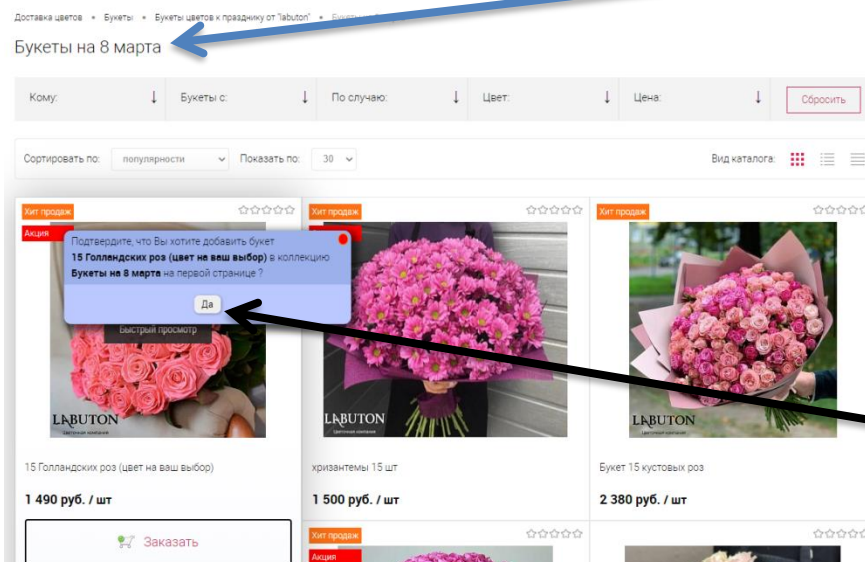 Доставка цветов • Букеты • Букеты цветов к празднику от "labuton" •
Букеты на 8 марта
Кому: ↓ Букеты с: ↓ По случаю: ↓ Цвет: ↓ Цена: ↓ Сбросить
Сортировать по: популярности Показать по: 30 Вид каталога:
Хит продаж
Акция
Подтвердите, что Вы хотите добавить букет
15 Голландских роз (цвет на ваш выбор) в коллекцию
Букеты на 8 марта на первой странице ?
Да
Быстрый просмотр
LABUTON
Цветочная компания
15 Голландских роз (цвет на ваш выбор)
1 490 руб. / шт
Заказать
Хит продаж
LABUTON
Цветочная компания
хризантемы 15 шт
1 500 руб. / шт
Хит продаж
Акция
Хит продаж
LABUTON
Цветочная компания
Букет 15 кустовых роз
2 380 руб. / шт